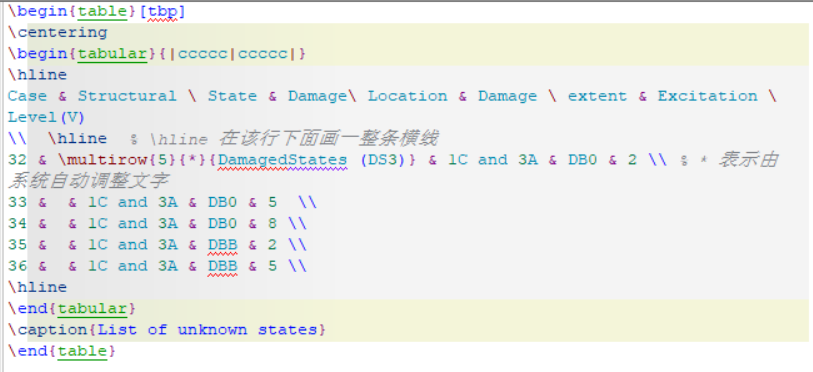 \begin{table}[tbp]
\centering
\begin{tabular}{|ccccc|ccccc|}
\hline
Case & Structural \ State & Damage\ Location & Damage \ extent & Excitation \
Level(V)
\\  \hline  % \hline 在该行下面画一整条横线
32 & \multirow{5}{*}{DamagedStates (DS3)} & 1C and 3A & DB0 & 2 \\ % * 表示由
系统自动调整文字
33 &  & 1C and 3A & DB0 & 5  \\
34 &  & 1C and 3A & DB0 & 8 \\
35 &  & 1C and 3A & DBB & 2 \\
36 &  & 1C and 3A & DBB & 5 \\
\hline
\end{tabular}
\caption{List of unknown states}
\end{table}